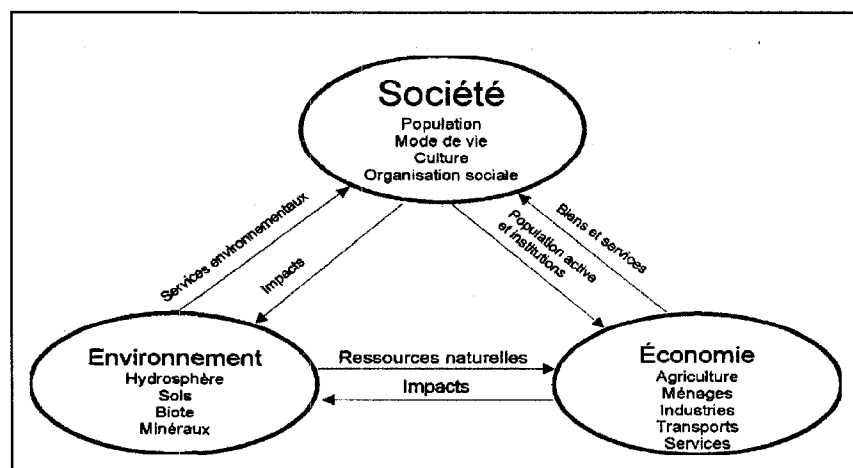 Société
Population
Mode de vie
Culture
Organisation sociale
Services environnementaux
Impacts
Population active
et institutions
Biens et services
Environnement
Hydrosphère
Sols
Biote
Minéraux
Ressources naturelles
Impacts
Économie
Agriculture
Ménages
Industries
Transports
Services